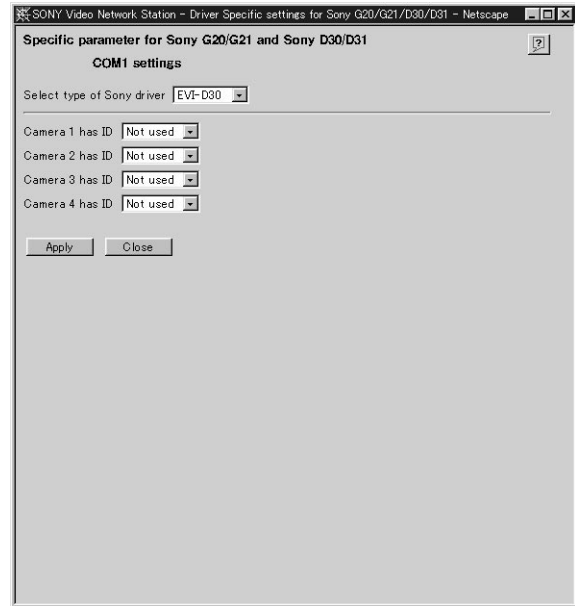 SONY Video Network Station - Driver Specific settings for Sony G20/G21/D30/D31 - Netscape
Specific parameter for Sony G20/G21 and Sony D30/D31
?
COM1 settings
Select type of Sony driver EVI-D30
Camera 1 has ID Not used
Camera 2 has ID Not used
Camera 3 has ID Not used
Camera 4 has ID Not used
Apply Close